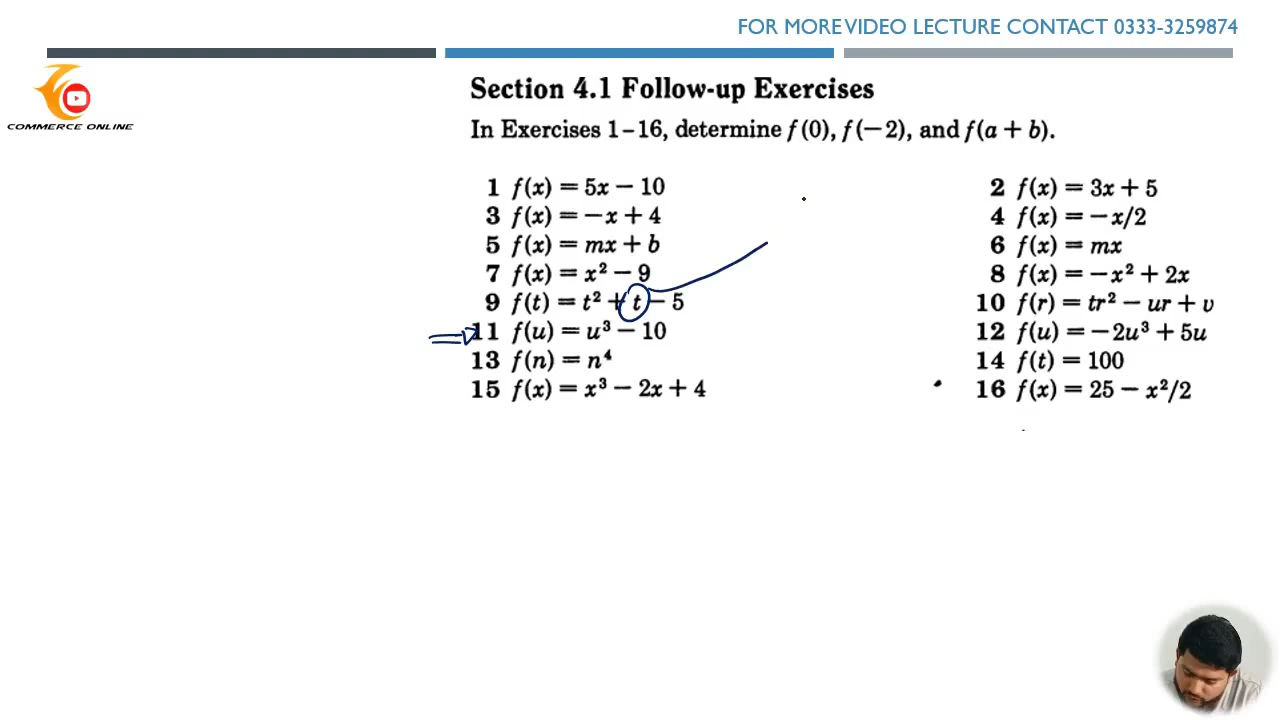 FOR MORE VIDEO LECTURE CONTACT 0333-3259874
COMMERCE ONLINE
Section 4.1 Follow-up Exercises
In Exercises 1–16, determine f(0), f(−2), and f(a + b).
1 f(x) = 5x − 10
2 f(x) = 3x + 5
3 f(x) = −x + 4
4 f(x) = −x/2
5 f(x) = mx + b
6 f(x) = mx
7 f(x) = x² − 9
8 f(x) = −x² + 2x
9 f(t) = t² + t − 5
10 f(r) = tr² − ur + v
11 f(u) = u³ − 10
12 f(u) = −2u³ + 5u
13 f(n) = n⁴
14 f(t) = 100
15 f(x) = x³ − 2x + 4
16 f(x) = 25 − x²/2